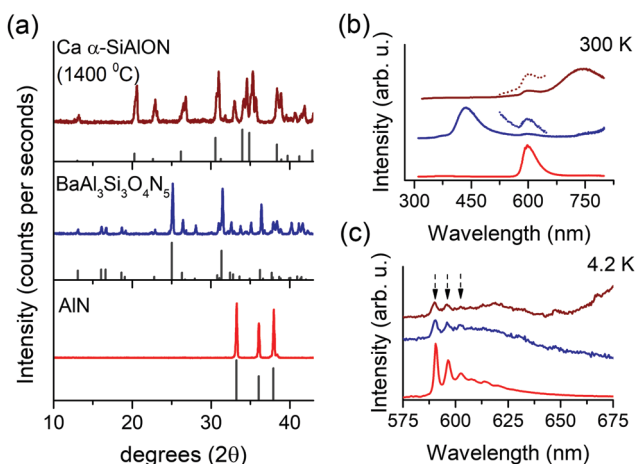 (a)
Ca α-SiAlON
(1400 ⁰C)
BaAl₃Si₃O₄N₅
AlN
Intensity (counts per seconds)
10 20 30 40
degrees (2θ)
(b)
300 K
Intensity (arb. u.)
300 450 600 750
Wavelength (nm)
(c)
4.2 K
Intensity (arb. u.)
575 600 625 650 675
Wavelength (nm)